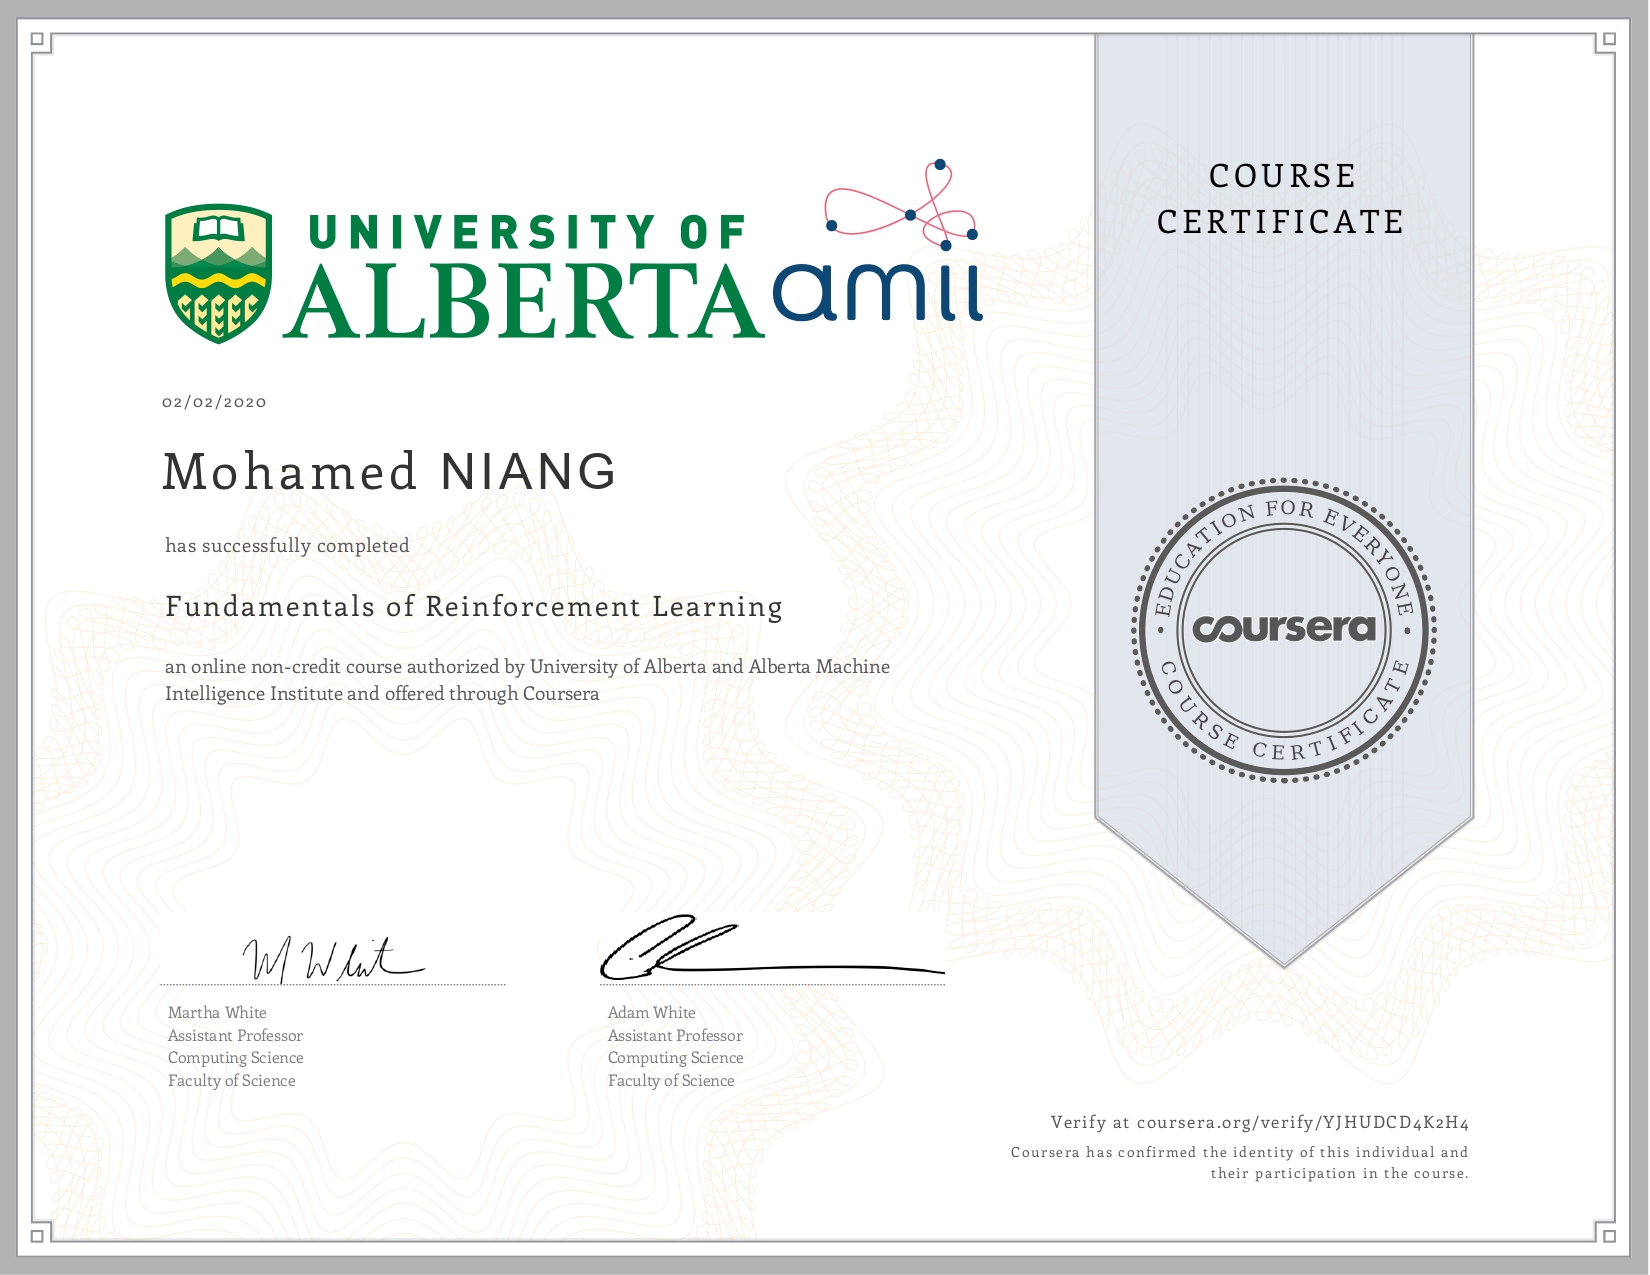 UNIVERSITY OF
ALBERTA
amii
COURSE
CERTIFICATE
02/02/2020
Mohamed NIANG
has successfully completed
Fundamentals of Reinforcement Learning
an online non-credit course authorized by University of Alberta and Alberta Machine
Intelligence Institute and offered through Coursera
EDUCATION FOR EVERYONE
coursera
COURSE CERTIFICATE
M White
Martha White
Assistant Professor
Computing Science
Faculty of Science
Adam White
Assistant Professor
Computing Science
Faculty of Science
Verify at coursera.org/verify/YJHUDCD4K2H4
Coursera has confirmed the identity of this individual and
their participation in the course.